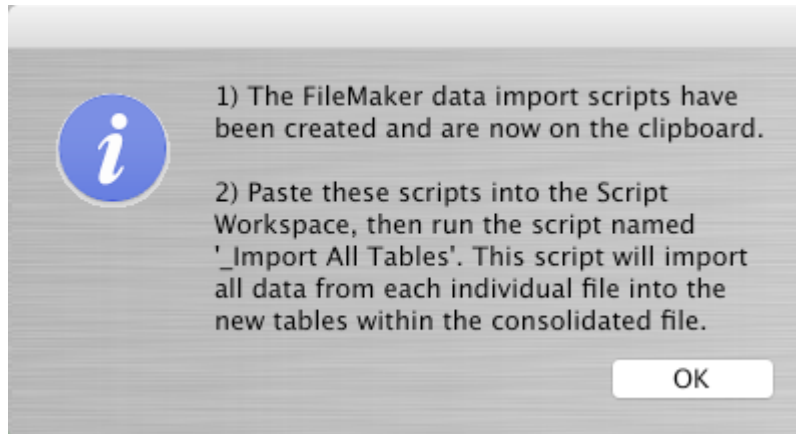 1) The FileMaker data import scripts have
been created and are now on the clipboard.
2) Paste these scripts into the Script
Workspace, then run the script named
'_Import All Tables'. This script will import
all data from each individual file into the
new tables within the consolidated file.
OK